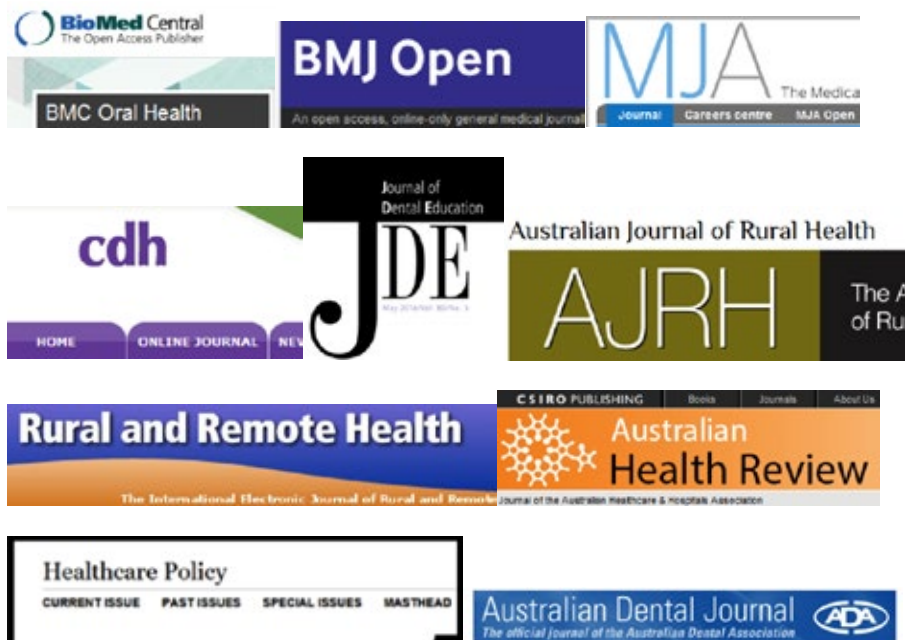 BioMed Central
The Open Access Publisher
BMC Oral Health
BMJ Open
An open access, online-only general medical journal
MJA
The Medica
Journal Careers centre MJA Open
cdh
HOME ONLINE JOURNAL NEV
Journal of
Dental Education
JDE
Australian Journal of Rural Health
AJRH
The A
of Ru
Rural and Remote Health
The International Electronic Journal of Rural and Remote
CSIRO PUBLISHING Books Journals About Us
Australian
Health Review
Journal of the Australian Healthcare & Hospitals Association
Healthcare Policy
CURRENT ISSUE PAST ISSUES SPECIAL ISSUES MASTHEAD
Australian Dental Journal
The official journal of the Australian Dental Association
ADA